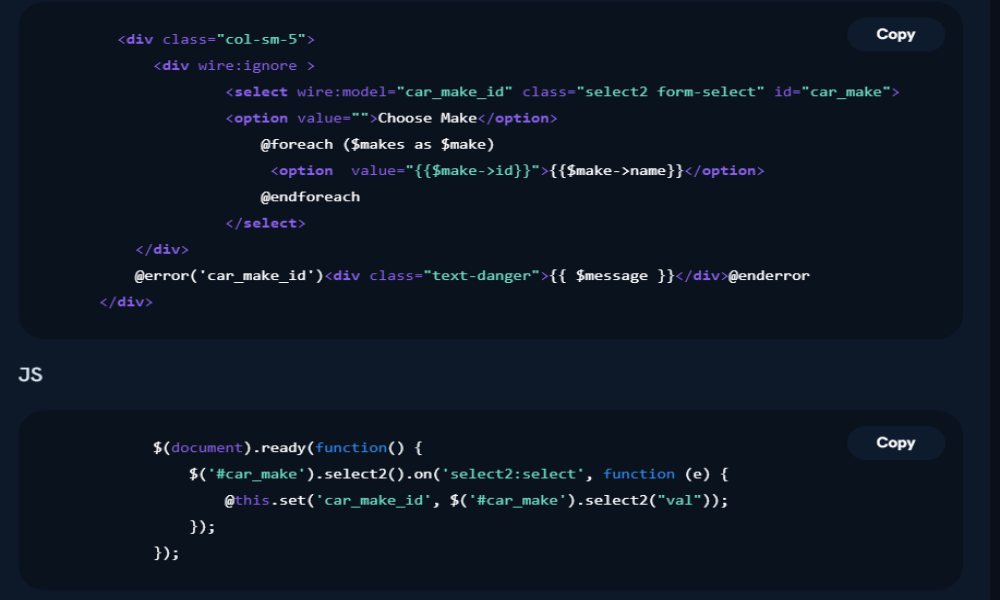 Copy
<div class="col-sm-5">
<div wire:ignore >
<select wire:model="car_make_id" class="select2 form-select" id="car_make">
<option value="">Choose Make</option>
@foreach ($makes as $make)
<option  value="{{$make->id}}">{{$make->name}}</option>
@endforeach
</select>
</div>
@error('car_make_id')<div class="text-danger">{{ $message }}</div>@enderror
</div>
JS
Copy
$(document).ready(function() {
$('#car_make').select2().on('select2:select', function (e) {
@this.set('car_make_id', $('#car_make').select2("val"));
});
});